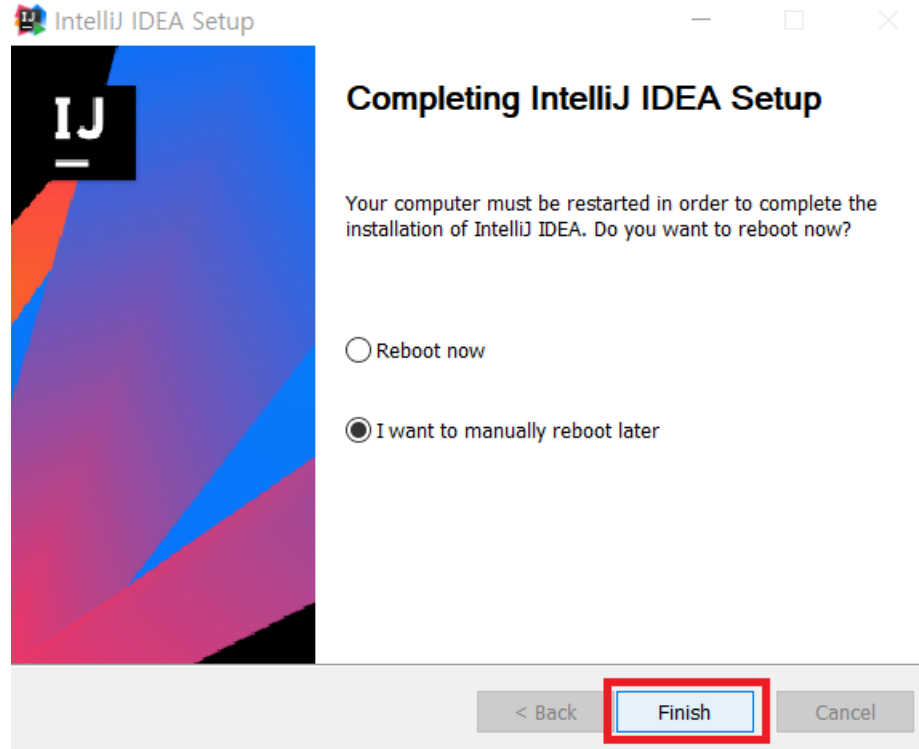 IntelliJ IDEA Setup
IJ
Completing IntelliJ IDEA Setup
Your computer must be restarted in order to complete the
installation of IntelliJ IDEA. Do you want to reboot now?
Reboot now
I want to manually reboot later
< Back
Finish
Cancel